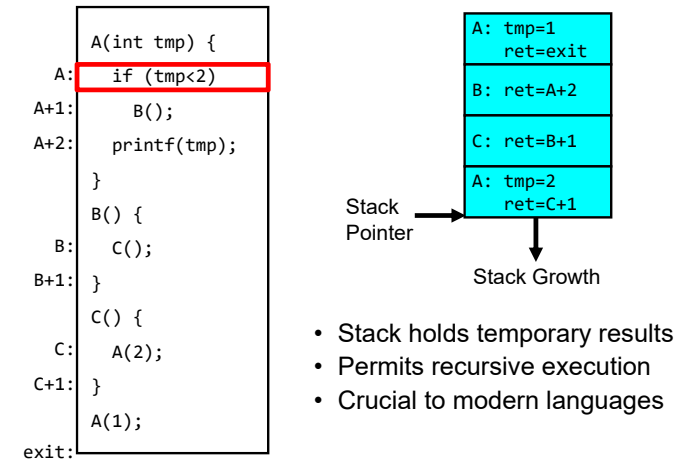 A(int tmp) {
A: if (tmp<2)
A+1: B();
A+2: printf(tmp);
}
B() {
B: C();
B+1: }
C() {
C: A(2);
C+1: }
A(1);
exit:
A: tmp=1
ret=exit
B: ret=A+2
C: ret=B+1
A: tmp=2
ret=C+1
Stack
Pointer
Stack Growth
• Stack holds temporary results
• Permits recursive execution
• Crucial to modern languages